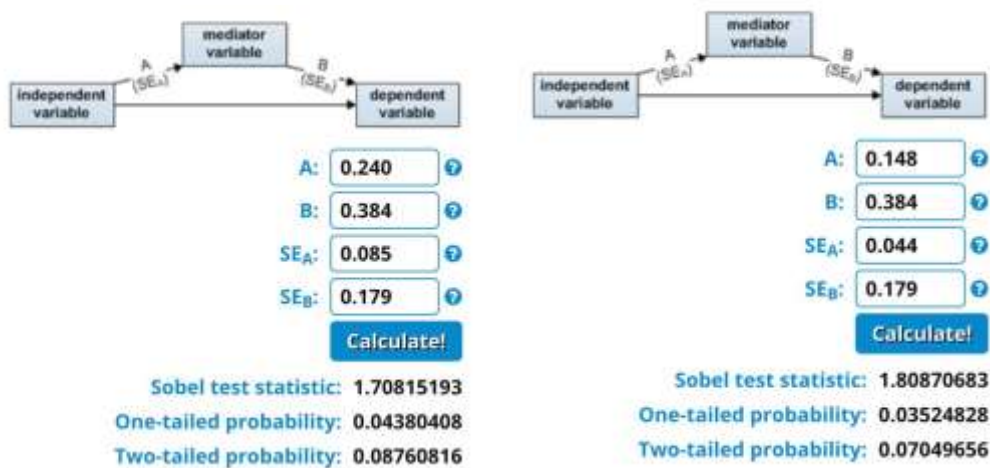 mediator
variable
A
(SEA)
B
(SEB)
independent
variable
dependent
variable
A: 0.240 ?
B: 0.384 ?
SEA: 0.085 ?
SEB: 0.179 ?
Calculate!
Sobel test statistic: 1.70815193
One-tailed probability: 0.04380408
Two-tailed probability: 0.08760816
mediator
variable
A
(SEA)
B
(SEB)
independent
variable
dependent
variable
A: 0.148 ?
B: 0.384 ?
SEA: 0.044 ?
SEB: 0.179 ?
Calculate!
Sobel test statistic: 1.80870683
One-tailed probability: 0.03524828
Two-tailed probability: 0.07049656